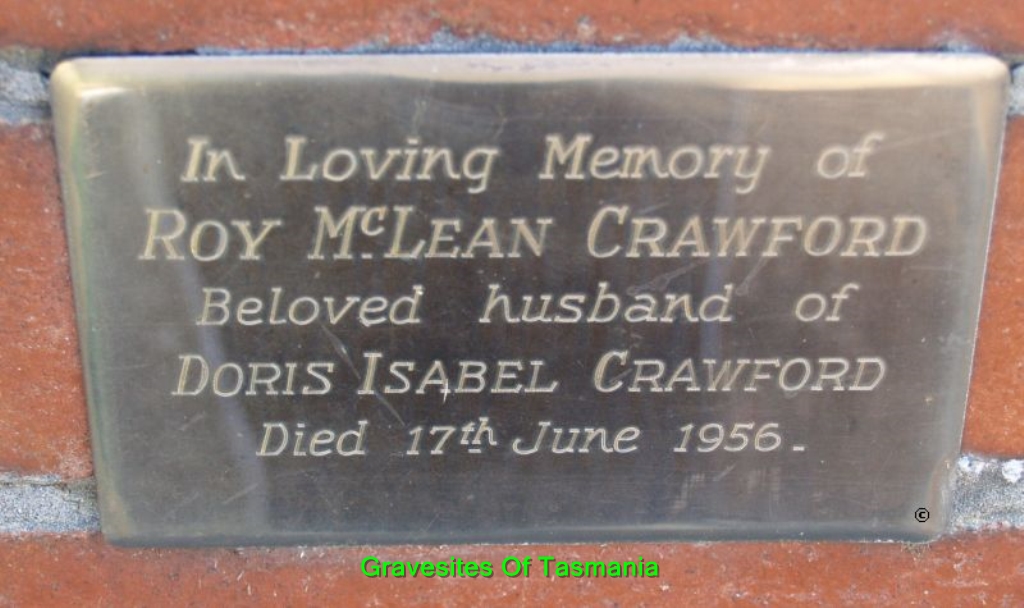 In Loving Memory of
ROY McLEAN CRAWFORD
Beloved husband of
DORIS ISABEL CRAWFORD
Died 17th June 1956.
©
Gravesites Of Tasmania